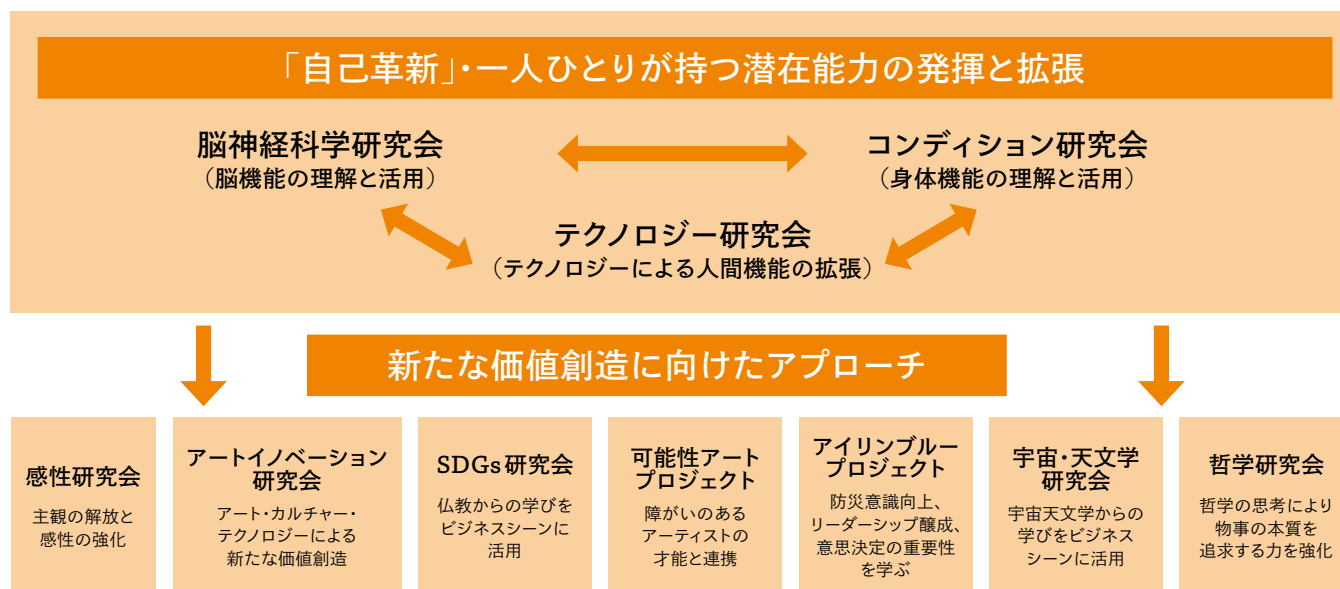 「自己革新」・一人ひとりが持つ潜在能力の発揮と拡張
脳神経科学研究会
（脳機能の理解と活用）
コンディション研究会
（身体機能の理解と活用）
テクノロジー研究会
（テクノロジーによる人間機能の拡張）
新たな価値創造に向けたアプローチ
感性研究会
主観の解放と
感性の強化
アートイノベーション
研究会
アート・カルチャー・
テクノロジーによる
新たな価値創造
SDGs研究会
仏教からの学びを
ビジネスシーンに
活用
可能性アート
プロジェクト
障がいのある
アーティストの
才能と連携
アイリンブルー
プロジェクト
防災意識向上、
リーダーシップ醸成、
意思決定の重要性
を学ぶ
宇宙・天文学
研究会
宇宙天文学からの
学びをビジネス
シーンに活用
哲学研究会
哲学の思考により
物事の本質を
追求する力を強化